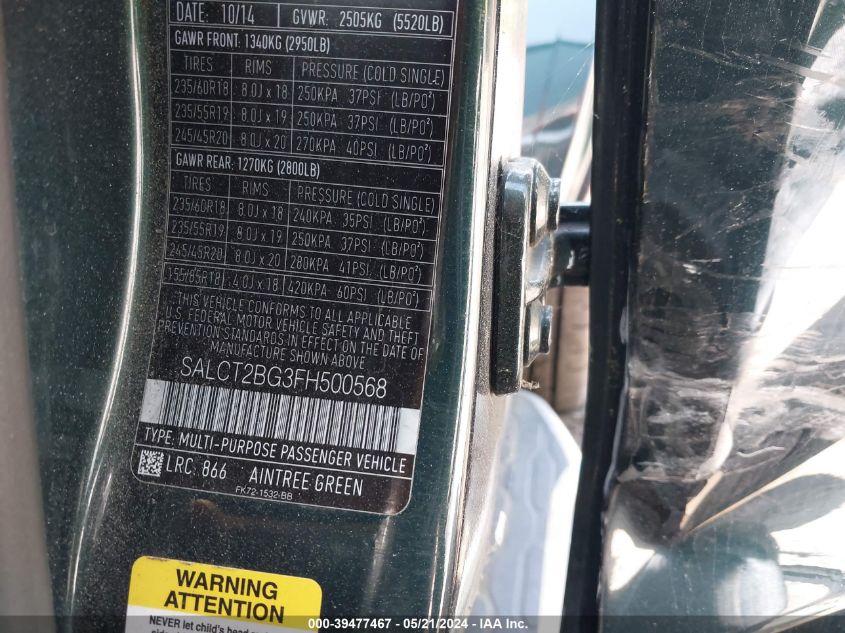 DATE: 10/14 GVWR: 2505KG (5520LB)
GAWR FRONT: 1340KG (2950LB)
TIRES RIMS PRESSURE (COLD SINGLE)
235/60R18 8.0J x 18 250KPA 37PSI (LB/PO²)
235/55R19 8.0J x 19 250KPA 37PSI (LB/PO²)
245/45R20 8.0J x 20 270KPA 40PSI (LB/PO²)
GAWR REAR: 1270KG (2800LB)
TIRES RIMS PRESSURE (COLD SINGLE)
235/60R18 8.0J x 18 240KPA 35PSI (LB/PO²)
235/55R19 8.0J x 19 250KPA 37PSI (LB/PO²)
245/45R20 8.0J x 20 280KPA 41PSI (LB/PO²)
155/85R18 4.0J x 18 420KPA 60PSI (LB/PO²)
THIS VEHICLE CONFORMS TO ALL APPLICABLE
U.S. FEDERAL MOTOR VEHICLE SAFETY AND THEFT
PREVENTION STANDARDS IN EFFECT ON THE DATE OF
MANUFACTURE SHOWN ABOVE
SALCT2BG3FH500568
TYPE: MULTI-PURPOSE PASSENGER VEHICLE
LRC: 866 AINTREE GREEN
FK72-1532-BB
WARNING
ATTENTION
NEVER let child's head
000-39477467 - 05/21/2024 - IAA Inc.